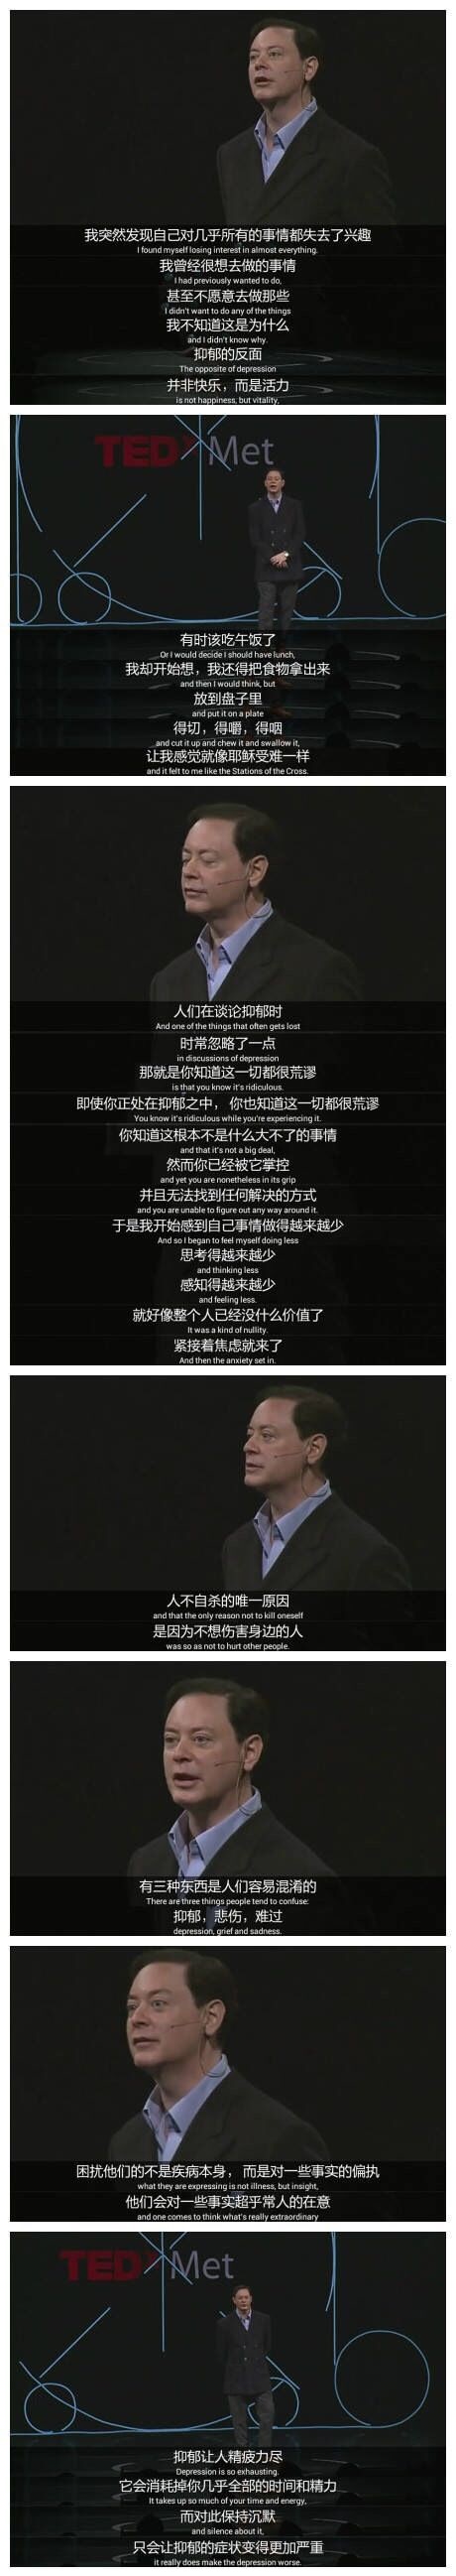 我突然发现自己对几乎所有的事情都失去了兴趣
I found myself losing interest in almost everything.
我曾经很想去做的事情
I had previously wanted to do,
甚至不愿意去做那些
I didn't want to do any of the things
我不知道这是为什么
and I didn't know why.
抑郁的反面
The opposite of depression
并非快乐，而是活力
is not happiness, but vitality,
TEDx Met
有时该吃午饭了
Or I would decide I should have lunch,
我却开始想，我还得把食物拿出来
and then I would think, but
放到盘子里
and put it on a plate
得切，得嚼，得咽
and cut it up and chew it and swallow it,
让我感觉就像耶稣受难一样
and it felt to me like the Stations of the Cross.
人们在谈论抑郁时
And one of the things that often gets lost
时常忽略了一点
in discussions of depression
那就是你知道这一切都很荒谬
is that you know it's ridiculous.
即使你正处在抑郁之中，你也知道这一切都很荒谬
You know it's ridiculous while you're experiencing it.
你知道这根本不是什么大不了的事情
and that it's not a big deal,
然而你已经被它掌控
and yet you are nonetheless in its grip
并且无法找到任何解决的方式
and you are unable to figure out any way around it.
于是我开始感到自己事情做得越来越少
And so I began to feel myself doing less
思考得越来越少
and thinking less
感知得越来越少
and feeling less.
就好像整个人已经没什么价值了
It was a kind of nullity.
紧接着焦虑就来了
And then the anxiety set in.
人不自杀的唯一原因
and that the only reason not to kill oneself
是因为不想伤害身边的人
was so as not to hurt other people.
有三种东西是人们容易混淆的
There are three things people tend to confuse:
抑郁，悲伤，难过
depression, grief and sadness.
困扰他们的不是疾病本身，而是对一些事实的偏执
what they are expressing is not illness, but insight,
他们会对一些事实超乎常人的在意
and one comes to think what's really extraordinary
TEDx Met
抑郁让人精疲力尽
Depression is so exhausting.
它会消耗掉你几乎全部的时间和精力
It takes up so much of your time and energy,
而对此保持沉默
and silence about it,
只会让抑郁的症状变得更加严重
it really does make the depression worse.